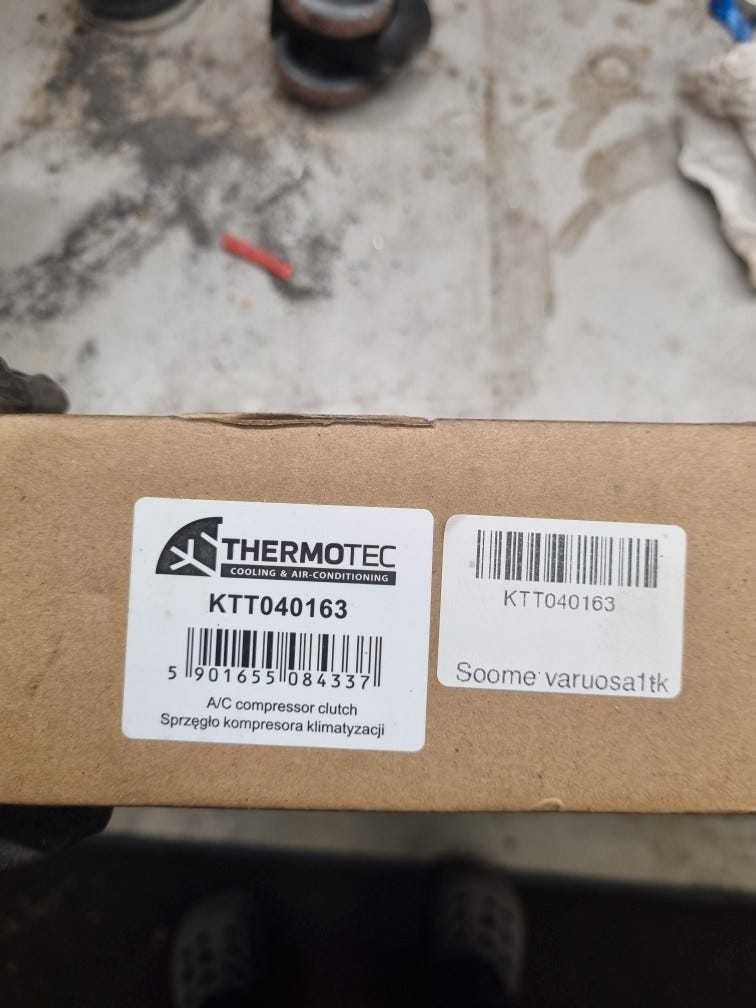 THERMOTEC
COOLING & AIR-CONDITIONING
KTT040163
5 901655 084337
A/C compressor clutch
Sprzęgło kompresora klimatyzacji
KTT040163
Soome varuosa1tk